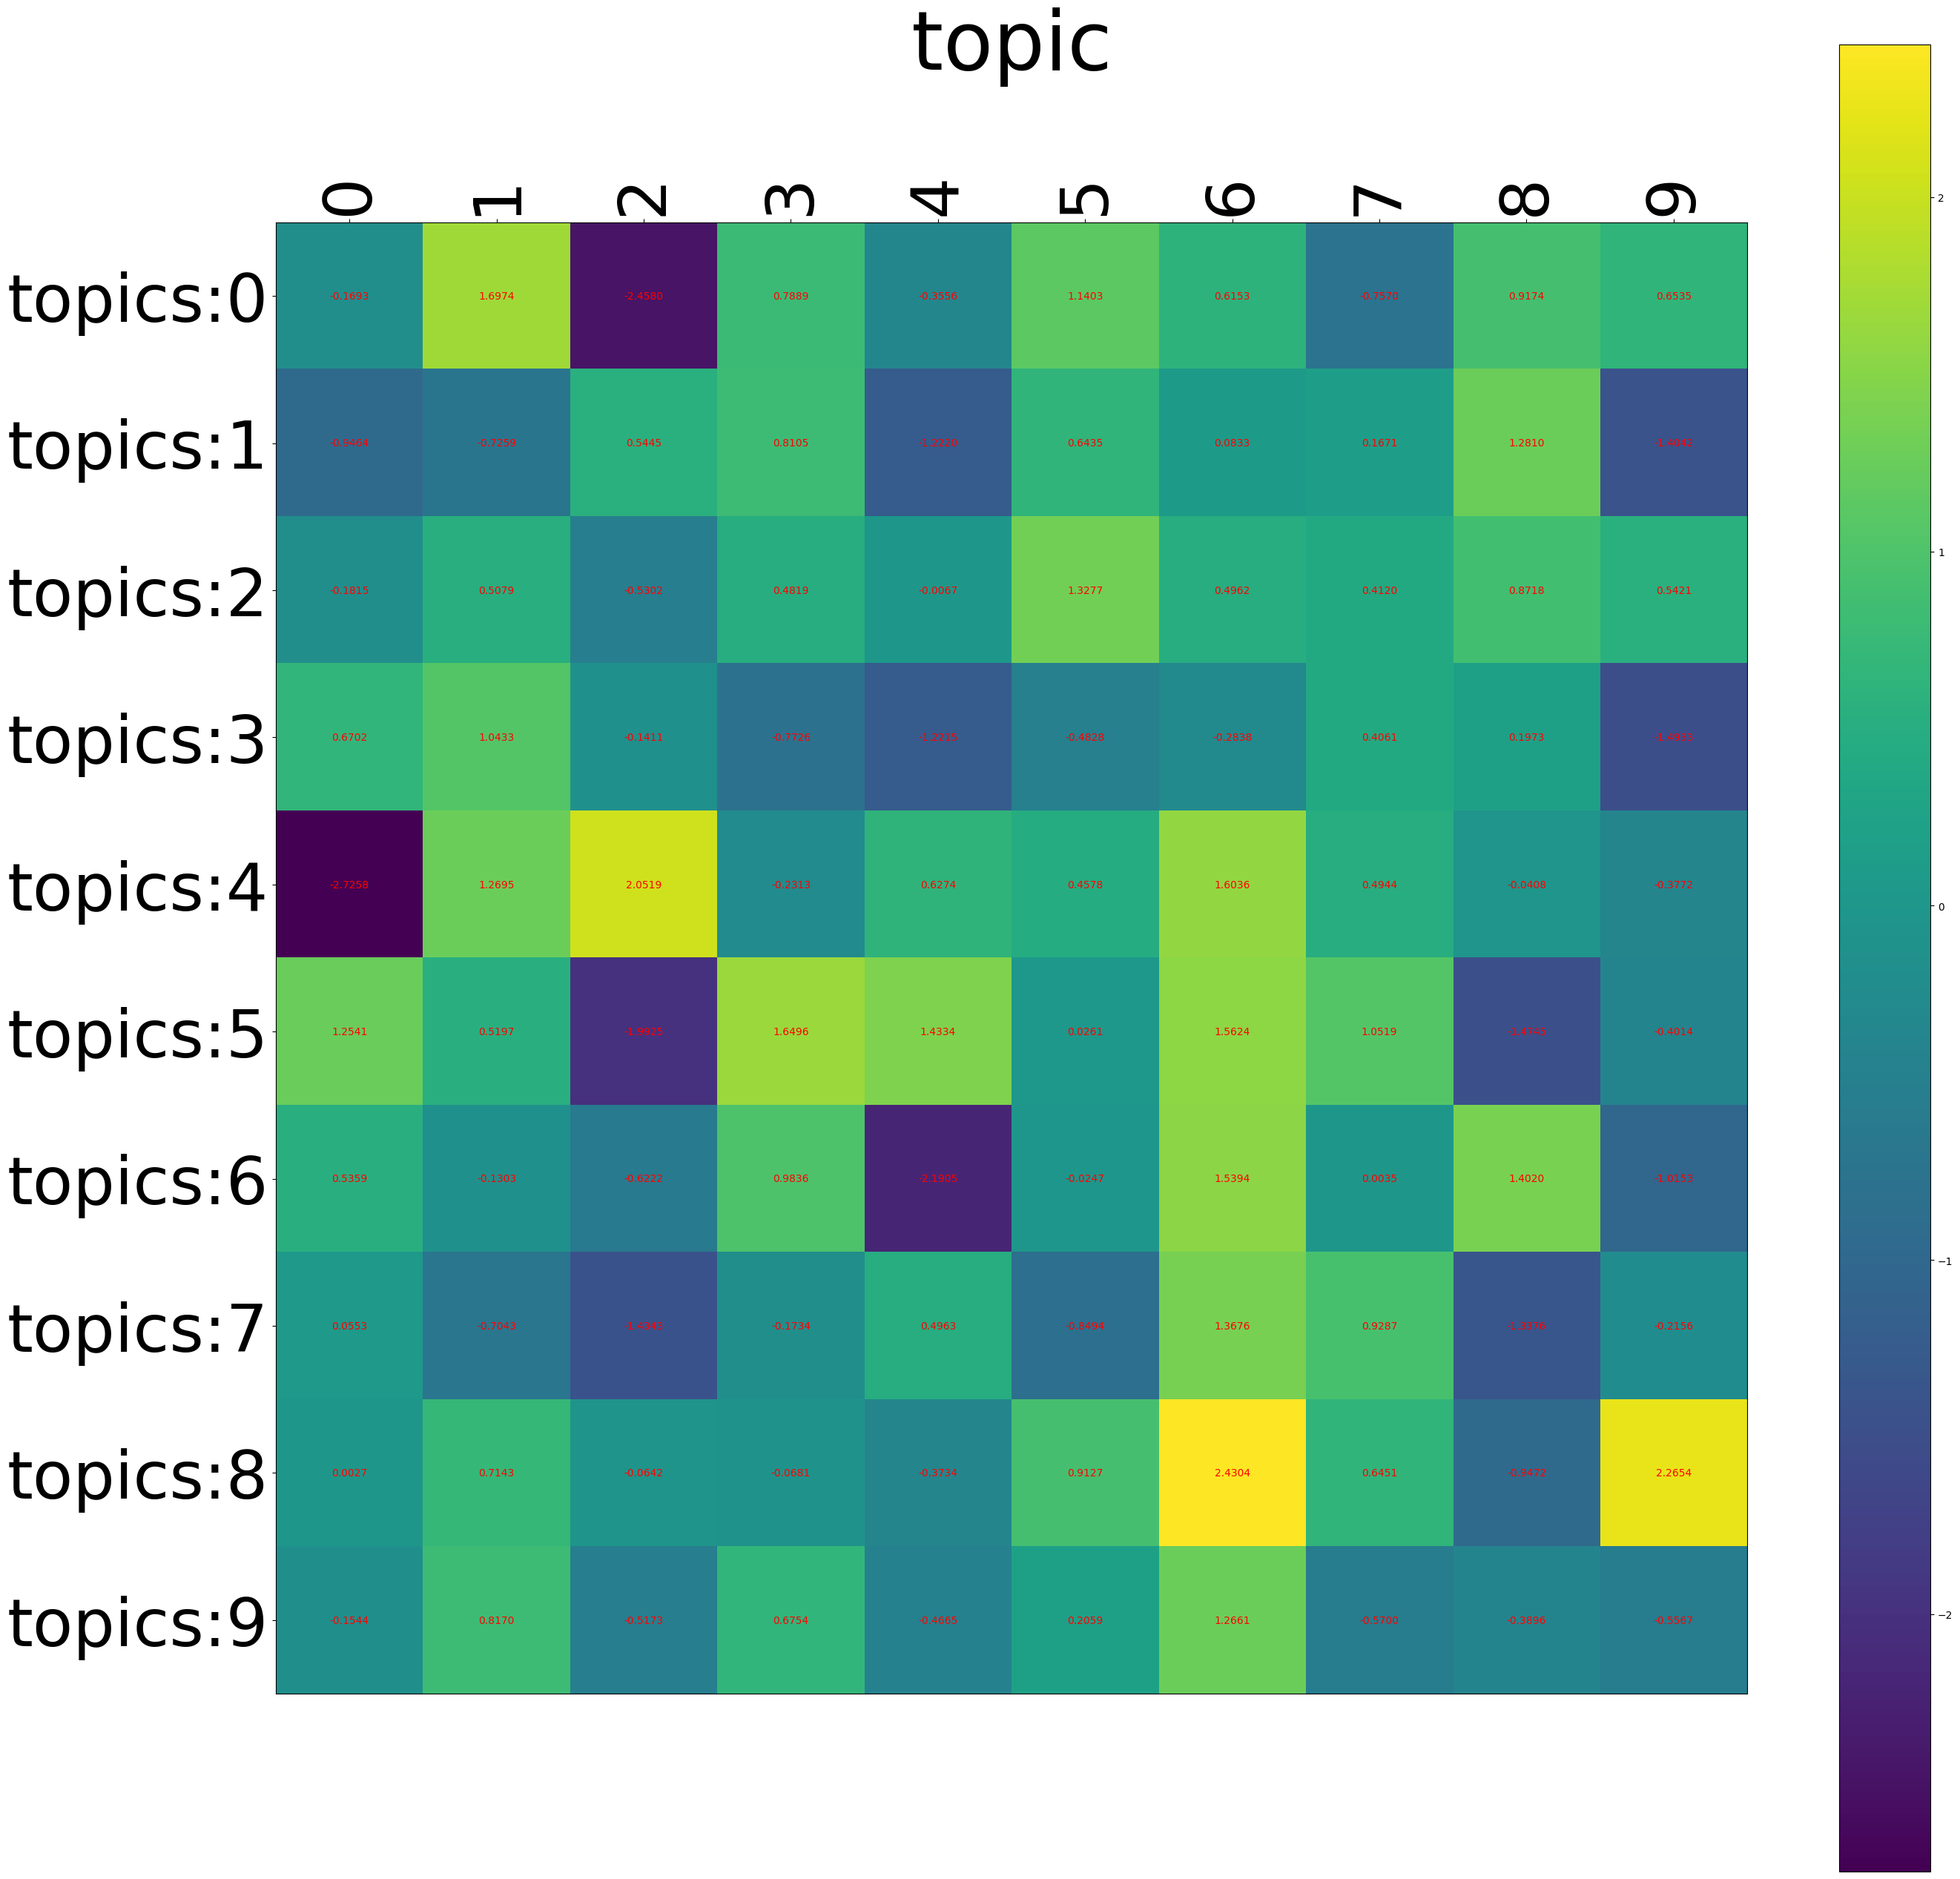 topic
0 1 2 3 4 5 6 7 8 9
topics:0 -0.1693 1.6974 -2.4580 0.7889 -0.3556 1.1403 0.6153 -0.7570 0.9174 0.6535
topics:1 -0.9464 -0.7259 0.5445 0.8105 -1.2220 0.6435 0.0833 0.1671 1.2810
topics:2 -0.1815 0.5079 -0.5302 0.4819 -0.0067 1.3277 0.4962 0.4120 0.8718 0.5421
topics:3 0.6702 1.0433 -0.1411 -0.7726 -0.4828 -0.2838 0.4061 0.1973
topics:4 -2.7258 1.2695 2.0519 -0.2313 0.6274 0.4578 1.6036 0.4944 -0.0408 -0.3772
topics:5 1.2541 0.5197 1.6496 1.4334 0.0261 1.5624 1.0519 -0.4014
topics:6 0.5359 -0.1303 -0.6222 0.9836 -2.1905 -0.0247 1.5394 0.0035 1.4020 -1.0153
topics:7 0.0553 -0.7043 -0.1734 0.4963 -0.8494 1.3676 0.9287 -0.2156
topics:8 0.0027 0.7143 -0.0642 -0.0681 -0.3734 0.9127 2.4304 0.6451 -0.9472 2.2654
topics:9 -0.1544 0.8170 -0.5173 0.6754 -0.4665 0.2059 1.2661 -0.5700 -0.3896 -0.5567
2
1
0
−1
−2